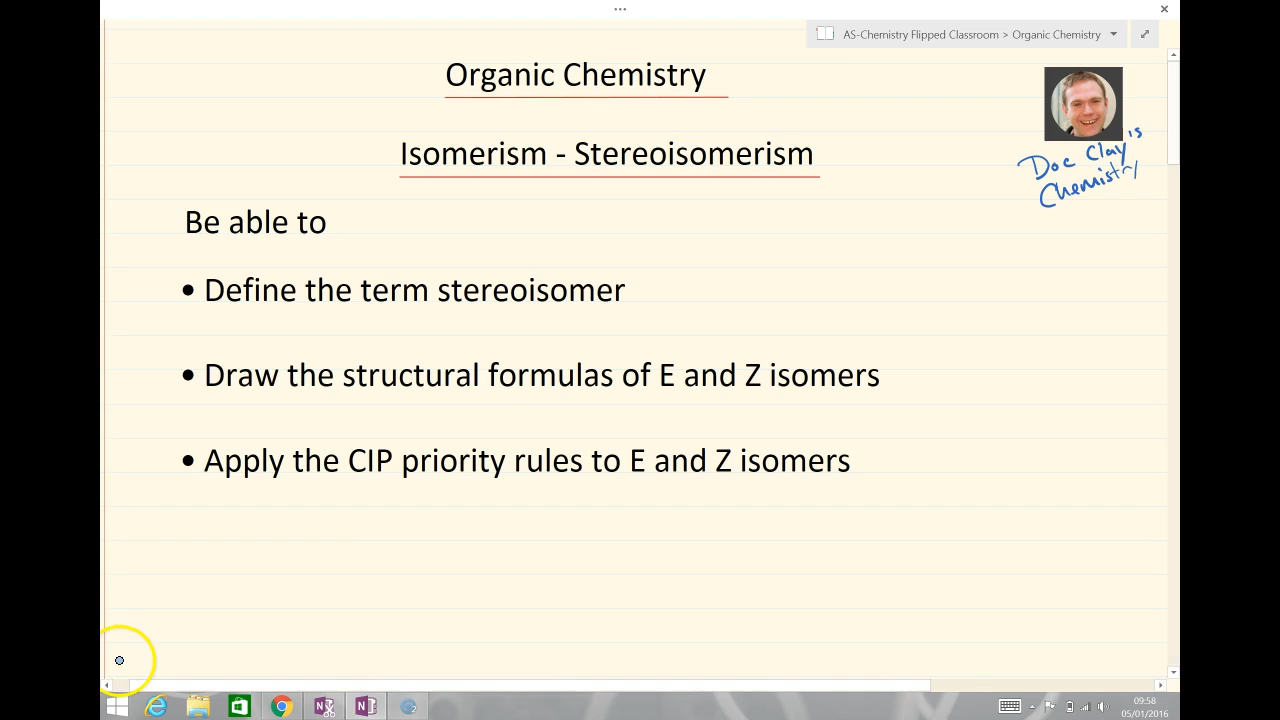 AS-Chemistry Flipped Classroom > Organic Chemistry
Organic Chemistry
Isomerism - Stereoisomerism
Doc Clay's
Chemistry
Be able to
• Define the term stereoisomer
• Draw the structural formulas of E and Z isomers
• Apply the CIP priority rules to E and Z isomers
09:58
05/01/2016